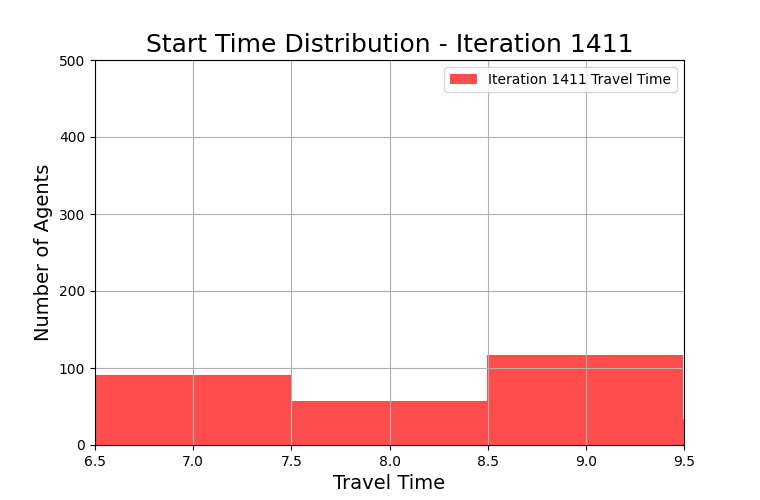 Start Time Distribution - Iteration 1411
Iteration 1411 Travel Time
Number of Agents
500
400
300
200
100
0
6.5 7.0 7.5 8.0 8.5 9.0 9.5
Travel Time